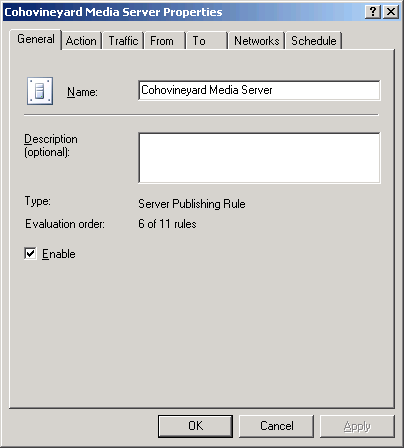 Cohovineyard Media Server Properties
General Action Traffic From To Networks Schedule
Name: Cohovineyard Media Server
Description (optional):
Type: Server Publishing Rule
Evaluation order: 6 of 11 rules
Enable
OK Cancel Apply